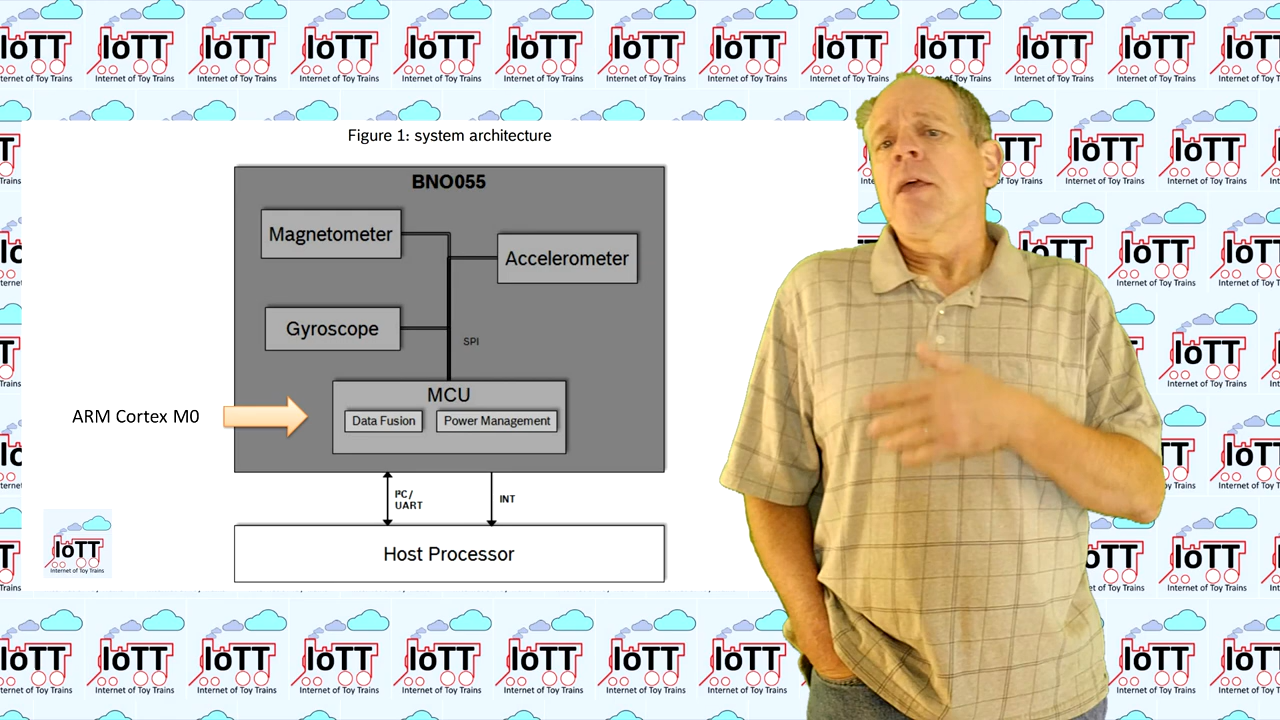 Figure 1: system architecture
BNO055
Magnetometer
Accelerometer
Gyroscope
SPI
MCU
Data Fusion
Power Management
ARM Cortex M0
I²C/
UART
INT
Host Processor
IoTT
Internet of Toy Trains